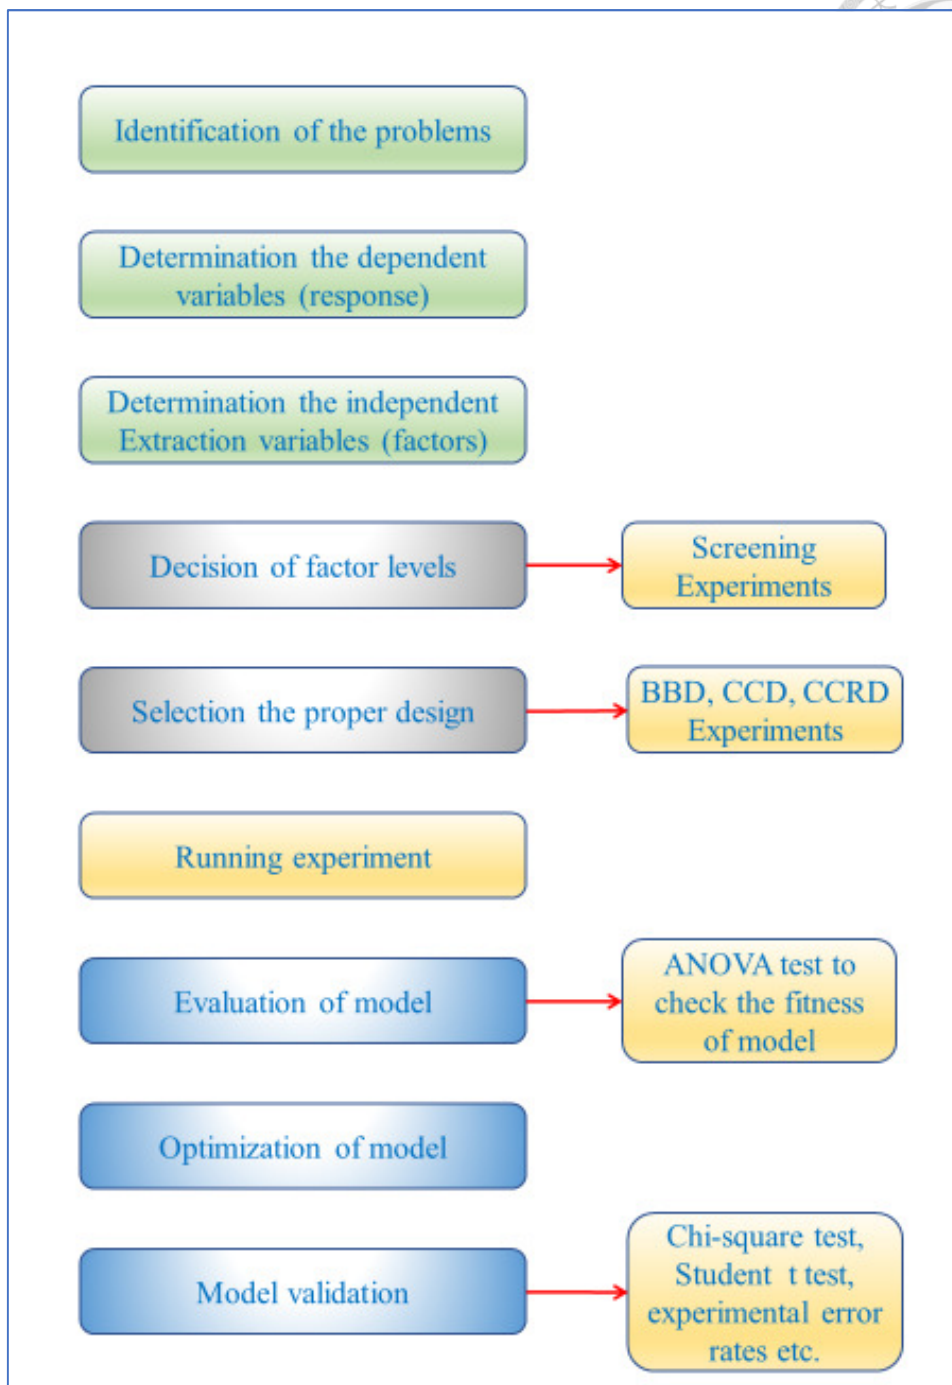 Identification of the problems
Determination the dependent
variables (response)
Determination the independent
Extraction variables (factors)
Decision of factor levels
Screening
Experiments
Selection the proper design
BBD, CCD, CCRD
Experiments
Running experiment
Evaluation of model
ANOVA test to
check the fitness
of model
Optimization of model
Model validation
Chi-square test,
Student t test,
experimental error
rates etc.